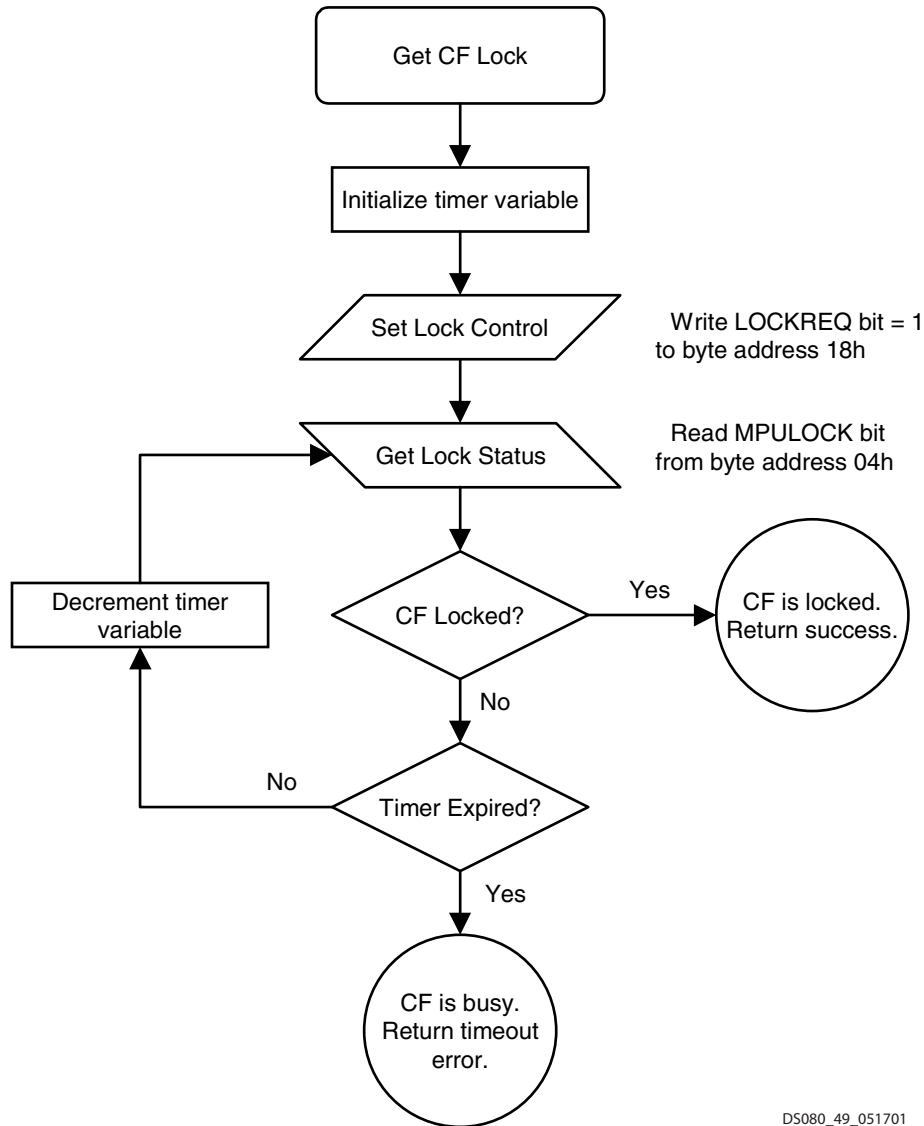 Get CF Lock
Initialize timer variable
Set Lock Control
Write LOCKREQ bit = 1
to byte address 18h
Get Lock Status
Read MPULOCK bit
from byte address 04h
Decrement timer
variable
CF Locked?
Yes
CF is locked.
Return success.
No
No
Timer Expired?
Yes
CF is busy.
Return timeout
error.
DS080_49_051701